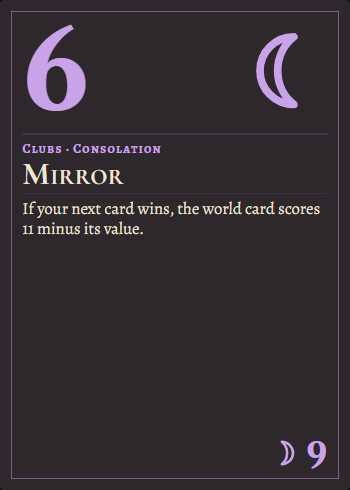 6
Clubs · Consolation
Mirror
If your next card wins, the world card scores
11 minus its value.
9